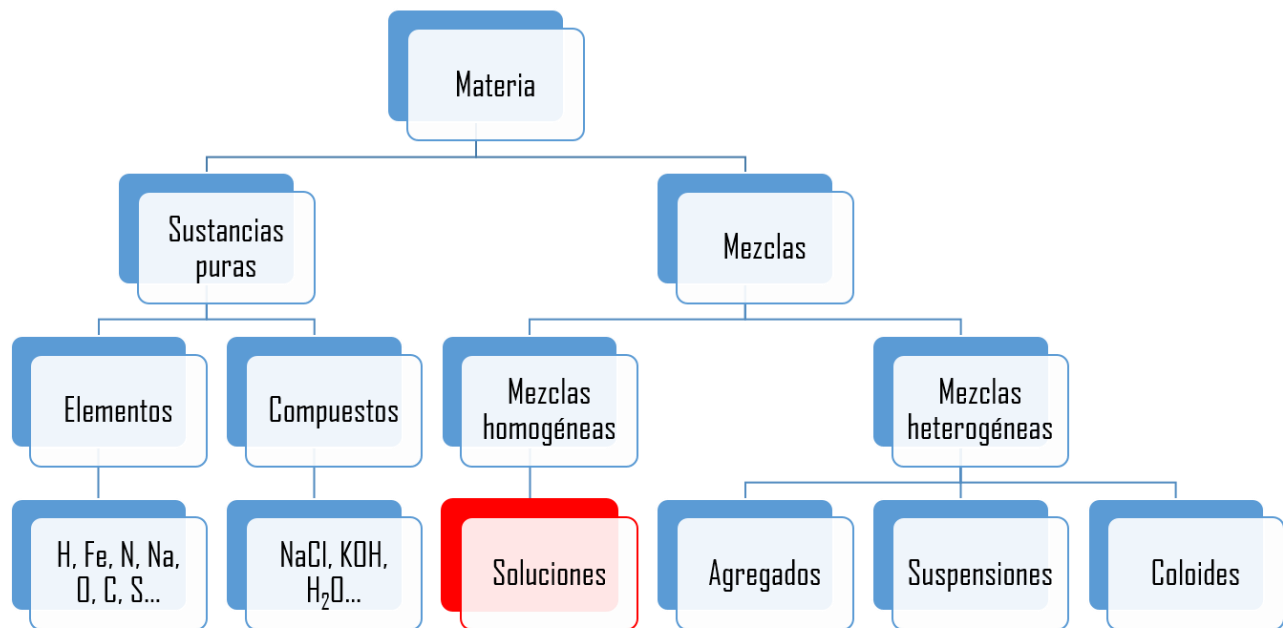 Materia
Sustancias
puras
Mezclas
Elementos
Compuestos
Mezclas
homogéneas
Mezclas
heterogéneas
H, Fe, N, Na,
O, C, S...
NaCl, KOH,
H₂O...
Soluciones
Agregados
Suspensiones
Coloides